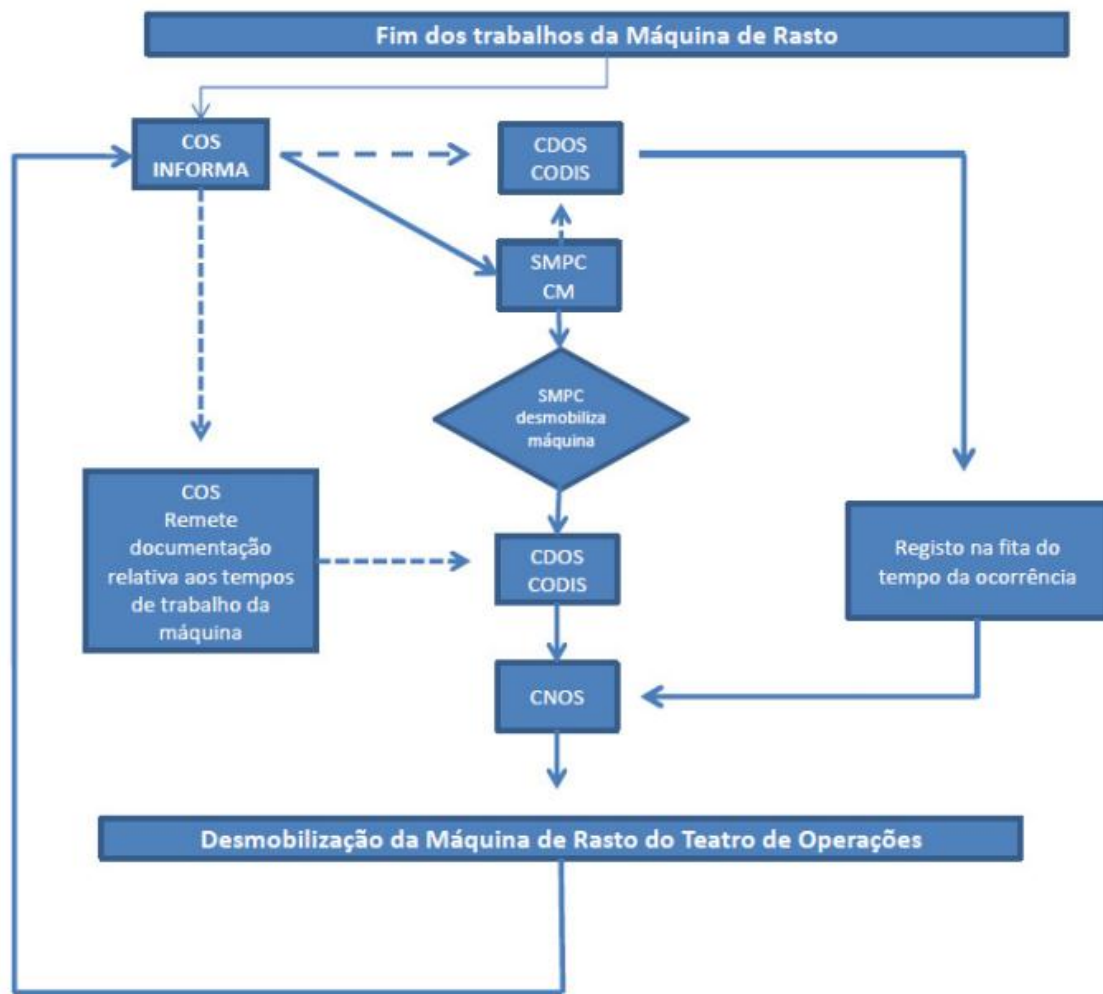 Fim dos trabalhos da Máquina de Rasto
COS
INFORMA
CDOS
CODIS
SMPC
CM
SMPC
desmobiliza
máquina
COS
Remete
documentação
relativa aos tempos
de trabalho da
máquina
CDOS
CODIS
Registo na fita do
tempo da ocorrência
CNOS
Desmobilização da Máquina de Rasto do Teatro de Operações